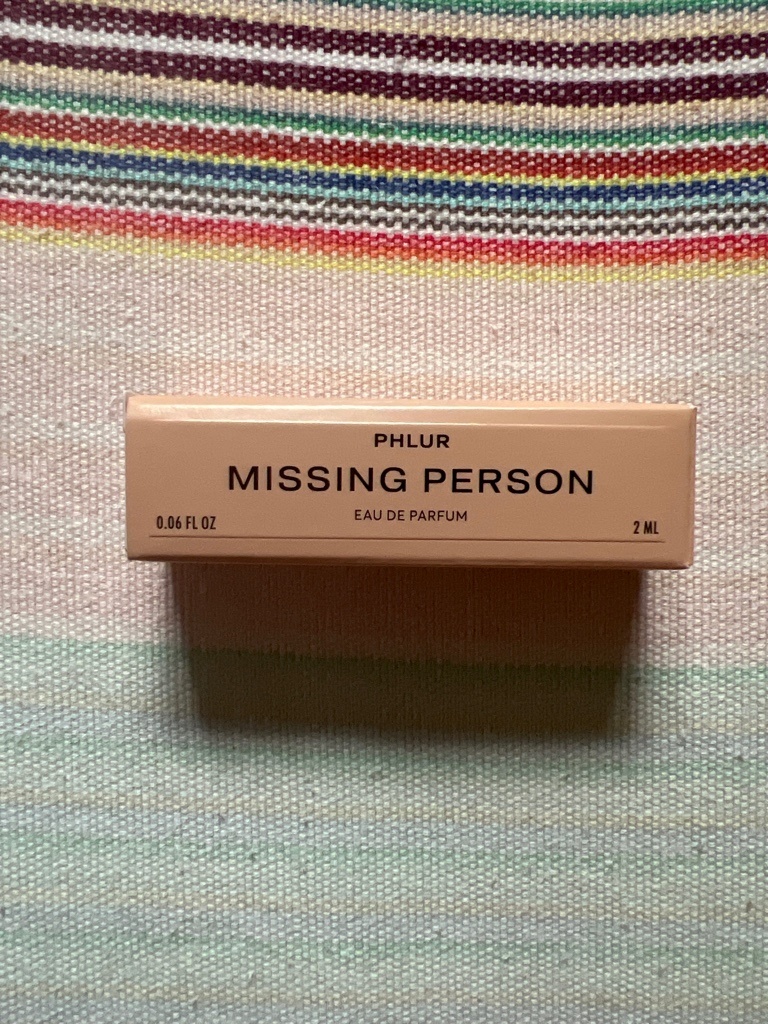 PHLUR
MISSING PERSON
EAU DE PARFUM
0.06 FL OZ 2 ML